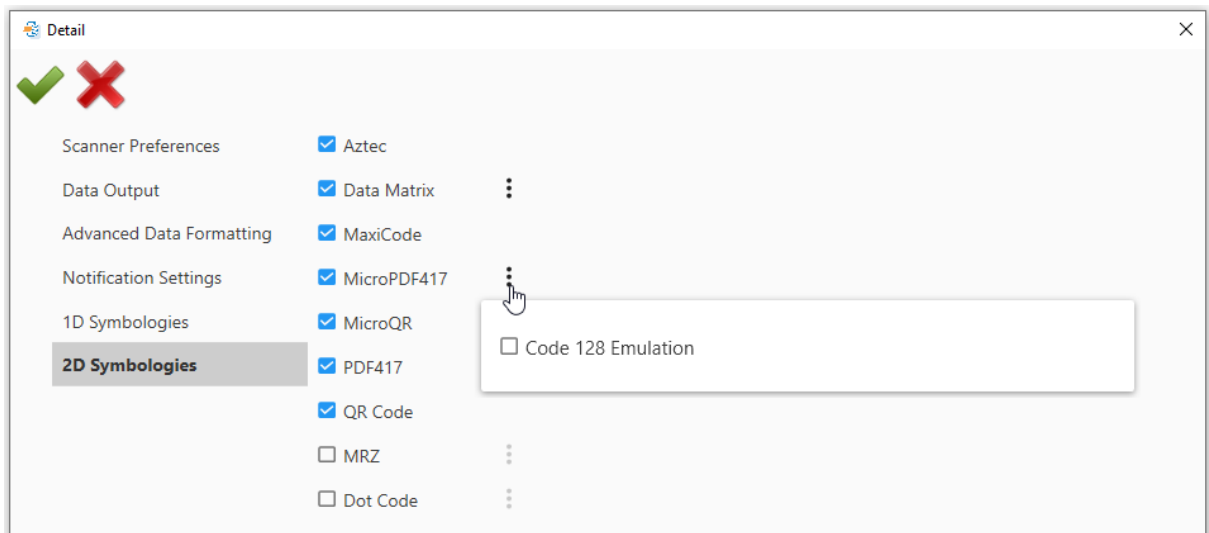 Detail
Scanner Preferences
Data Output
Advanced Data Formatting
Notification Settings
1D Symbologies
2D Symbologies
Aztec
Data Matrix
MaxiCode
MicroPDF417
MicroQR
PDF417
QR Code
MRZ
Dot Code
Code 128 Emulation